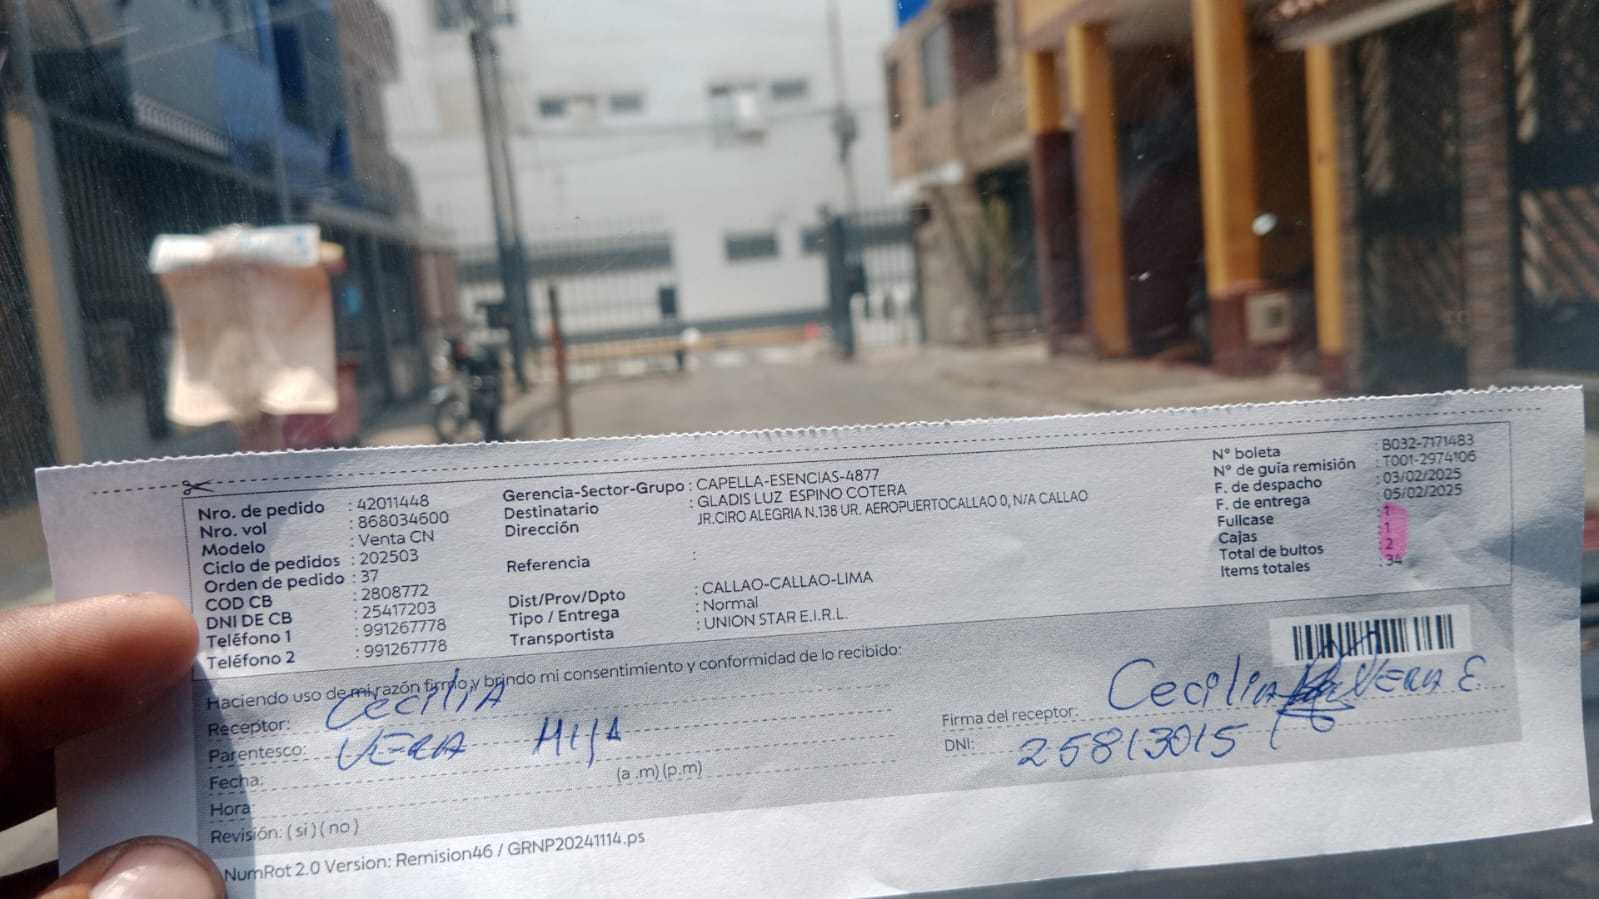 Nro. de pedido : 42011448
Nro. vol : 868034600
Modelo : Venta CN
Ciclo de pedidos : 202503
Orden de pedido : 37
COD CB : 2808772
DNI DE CB : 25417203
Teléfono 1 : 991267778
Teléfono 2 : 991267778
Gerencia-Sector-Grupo : CAPELLA-ESENCIAS-4877
Destinatario : GLADIS LUZ ESPINO COTERA
Dirección JR.CIRO ALEGRIA N.138 UR. AEROPUERTOCALLAO 0, N/A CALLAO
Referencia :
Dist/Prov/Dpto : CALLAO-CALLAO-LIMA
Tipo / Entrega : Normal
Transportista : UNION STAR E.I.R.L.
N° boleta : B032-7171483
N° de guía remisión : T001-2974106
F. de despacho : 03/02/2025
F. de entrega : 05/02/2025
Fullcase : 1
Cajas : 1
Total de bultos : 2
Items totales : 34
Haciendo uso de mi razón firmo y brindo mi consentimiento y conformidad de lo recibido:
Receptor: Cecilia
Parentesco: VERA HIJA
Fecha:
Hora: (a .m) (p.m)
Revisión: ( si ) ( no )
Firma del receptor: Cecilia VERA E
DNI: 25813015
NumRot 2.0 Version: Remision46 / GRNP20241114.ps